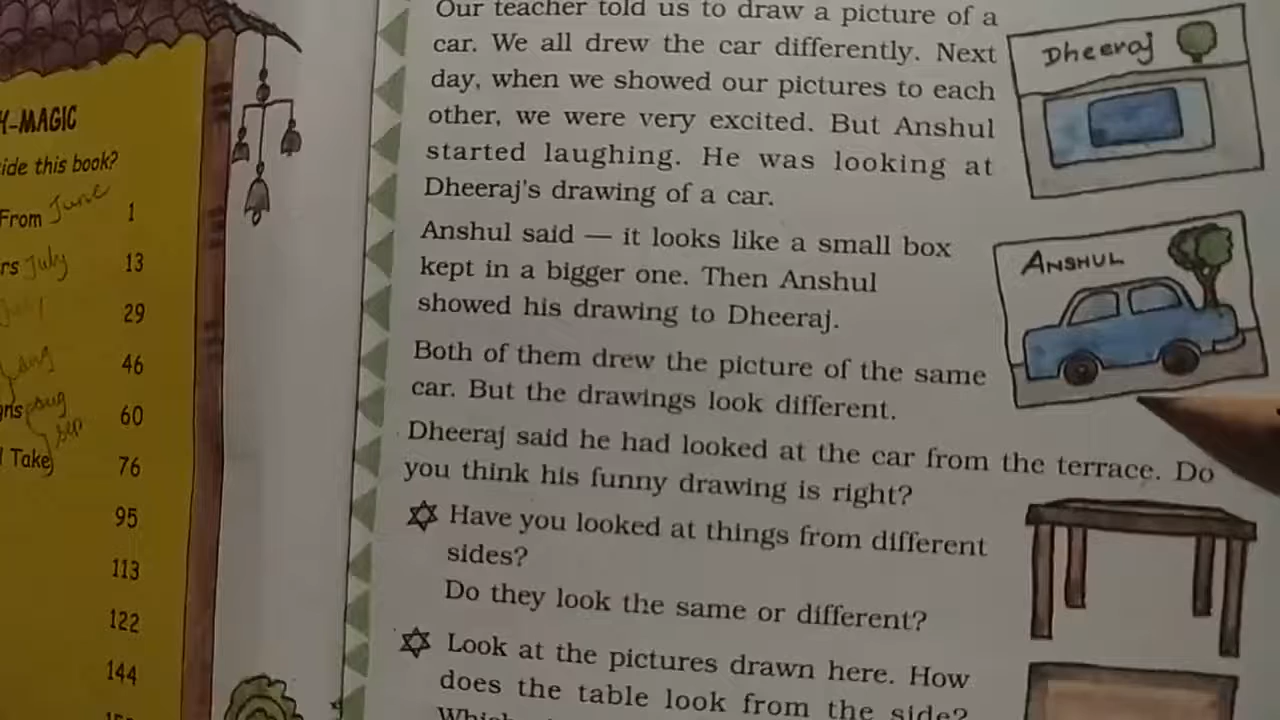 H-MAGIC
ide this book?
From June 1
rs July 13
July 29
46
aug 60
sep
Take 76
95
113
122
144
Our teacher told us to draw a picture of a
car. We all drew the car differently. Next
day, when we showed our pictures to each
other, we were very excited. But Anshul
started laughing. He was looking at
Dheeraj's drawing of a car.
Dheeraj
Anshul said — it looks like a small box
kept in a bigger one. Then Anshul
showed his drawing to Dheeraj.
ANSHUL
Both of them drew the picture of the same
car. But the drawings look different.
Dheeraj said he had looked at the car from the terrace. Do
you think his funny drawing is right?
Have you looked at things from different
sides?
Do they look the same or different?
Look at the pictures drawn here. How
does the table look from the side?